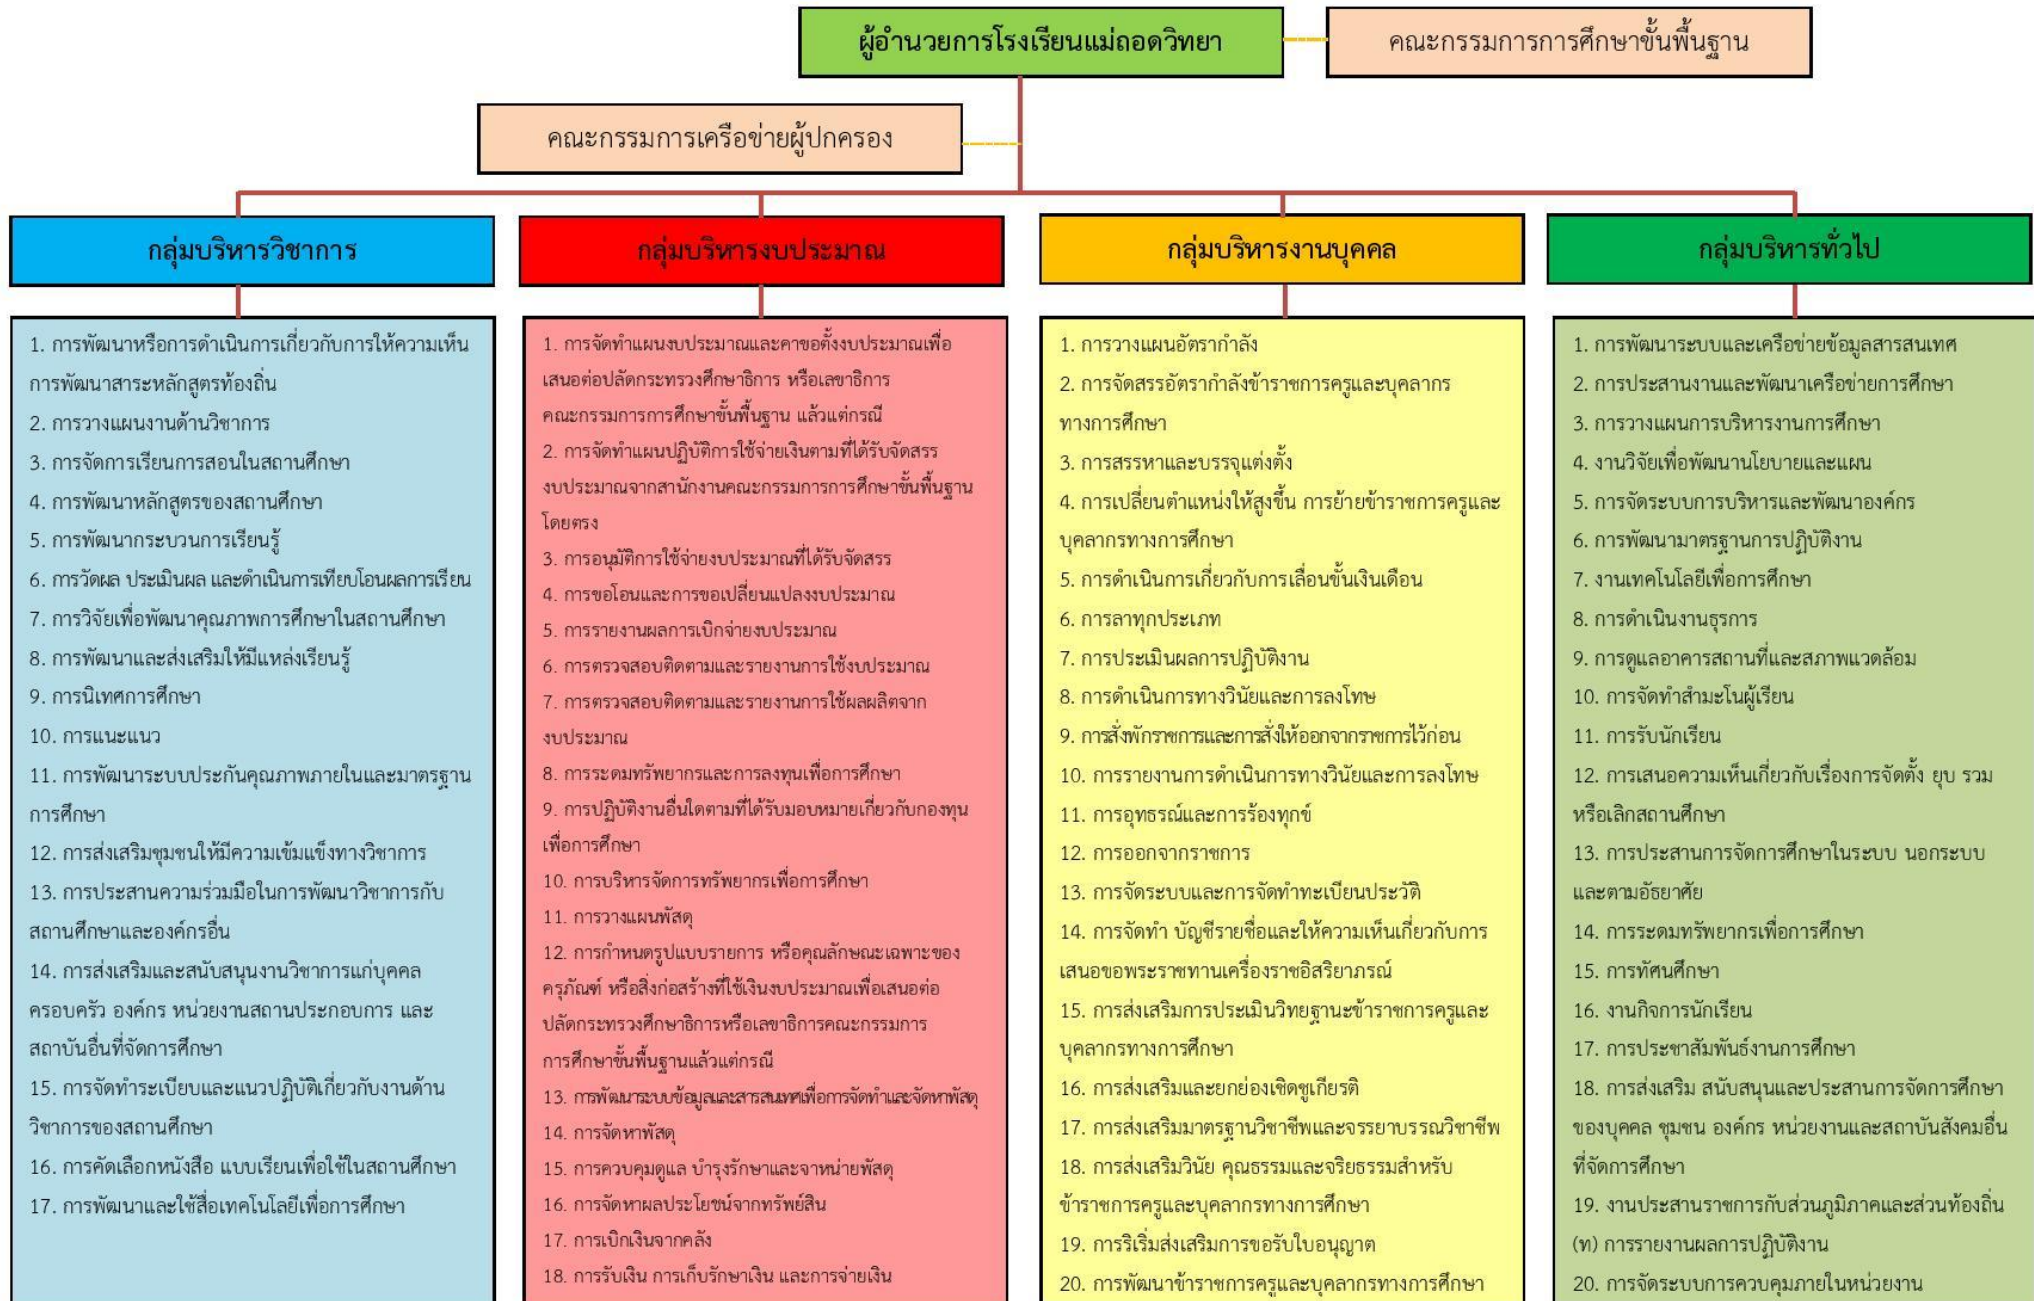 ผู้อำนวยการโรงเรียนแม่ถอดวิทยา
คณะกรรมการการศึกษาขั้นพื้นฐาน
คณะกรรมการเครือข่ายผู้ปกครอง
กลุ่มบริหารวิชาการ
1. การพัฒนาหรือการดำเนินการเกี่ยวกับการให้ความเห็น
การพัฒนาสาระหลักสูตรท้องถิ่น
2. การวางแผนงานด้านวิชาการ
3. การจัดการเรียนการสอนในสถานศึกษา
4. การพัฒนาหลักสูตรของสถานศึกษา
5. การพัฒนากระบวนการเรียนรู้
6. การวัดผล ประเมินผล และดำเนินการเทียบโอนผลการเรียน
7. การวิจัยเพื่อพัฒนาคุณภาพการศึกษาในสถานศึกษา
8. การพัฒนาและส่งเสริมให้มีแหล่งเรียนรู้
9. การนิเทศการศึกษา
10. การแนะแนว
11. การพัฒนาระบบประกันคุณภาพภายในและมาตรฐาน
การศึกษา
12. การส่งเสริมชุมชนให้มีความเข้มแข็งทางวิชาการ
13. การประสานความร่วมมือในการพัฒนาวิชาการกับ
สถานศึกษาและองค์กรอื่น
14. การส่งเสริมและสนับสนุนงานวิชาการแก่บุคคล
ครอบครัว องค์กร หน่วยงานสถานประกอบการ และ
สถาบันอื่นที่จัดการศึกษา
15. การจัดทำระเบียบและแนวปฏิบัติเกี่ยวกับงานด้าน
วิชาการของสถานศึกษา
16. การคัดเลือกหนังสือ แบบเรียนเพื่อใช้ในสถานศึกษา
17. การพัฒนาและใช้สื่อเทคโนโลยีเพื่อการศึกษา
กลุ่มบริหารงบประมาณ
1. การจัดทำแผนงบประมาณและคาขอตั้งงบประมาณเพื่อ
เสนอต่อปลัดกระทรวงศึกษาธิการ หรือเลขาธิการ
คณะกรรมการการศึกษาขั้นพื้นฐาน แล้วแต่กรณี
2. การจัดทำแผนปฏิบัติการใช้จ่ายเงินตามที่ได้รับจัดสรร
งบประมาณจากสานักงานคณะกรรมการการศึกษาขั้นพื้นฐาน
โดยตรง
3. การอนุมัติการใช้จ่ายงบประมาณที่ได้รับจัดสรร
4. การขอโอนและการขอเปลี่ยนแปลงงบประมาณ
5. การรายงานผลการเบิกจ่ายงบประมาณ
6. การตรวจสอบติดตามและรายงานการใช้งบประมาณ
7. การตรวจสอบติดตามและรายงานการใช้ผลผลิตจาก
งบประมาณ
8. การระดมทรัพยากรและการลงทุนเพื่อการศึกษา
9. การปฏิบัติงานอื่นใดตามที่ได้รับมอบหมายเกี่ยวกับกองทุน
เพื่อการศึกษา
10. การบริหารจัดการทรัพยากรเพื่อการศึกษา
11. การวางแผนพัสดุ
12. การกำหนดรูปแบบรายการ หรือคุณลักษณะเฉพาะของ
ครุภัณฑ์ หรือสิ่งก่อสร้างที่ใช้เงินงบประมาณเพื่อเสนอต่อ
ปลัดกระทรวงศึกษาธิการหรือเลขาธิการคณะกรรมการ
การศึกษาขั้นพื้นฐานแล้วแต่กรณี
13. การพัฒนาระบบข้อมูลและสารสนเทศเพื่อการจัดทำและจัดหาพัสดุ
14. การจัดหาพัสดุ
15. การควบคุมดูแล บำรุงรักษาและจาหน่ายพัสดุ
16. การจัดหาผลประโยชน์จากทรัพย์สิน
17. การเบิกเงินจากคลัง
18. การรับเงิน การเก็บรักษาเงิน และการจ่ายเงิน
กลุ่มบริหารงานบุคคล
1. การวางแผนอัตรากำลัง
2. การจัดสรรอัตรากำลังข้าราชการครูและบุคลากร
ทางการศึกษา
3. การสรรหาและบรรจุแต่งตั้ง
4. การเปลี่ยนตำแหน่งให้สูงขึ้น การย้ายข้าราชการครูและ
บุคลากรทางการศึกษา
5. การดำเนินการเกี่ยวกับการเลื่อนขั้นเงินเดือน
6. การลาทุกประเภท
7. การประเมินผลการปฏิบัติงาน
8. การดำเนินการทางวินัยและการลงโทษ
9. การสั่งพักราชการและการสั่งให้ออกจากราชการไว้ก่อน
10. การรายงานการดำเนินการทางวินัยและการลงโทษ
11. การอุทธรณ์และการร้องทุกข์
12. การออกจากราชการ
13. การจัดระบบและการจัดทำทะเบียนประวัติ
14. การจัดทำ บัญชีรายชื่อและให้ความเห็นเกี่ยวกับการ
เสนอขอพระราชทานเครื่องราชอิสริยาภรณ์
15. การส่งเสริมการประเมินวิทยฐานะข้าราชการครูและ
บุคลากรทางการศึกษา
16. การส่งเสริมและยกย่องเชิดชูเกียรติ
17. การส่งเสริมมาตรฐานวิชาชีพและจรรยาบรรณวิชาชีพ
18. การส่งเสริมวินัย คุณธรรมและจริยธรรมสำหรับ
ข้าราชการครูและบุคลากรทางการศึกษา
19. การริเริ่มส่งเสริมการขอรับใบอนุญาต
20. การพัฒนาข้าราชการครูและบุคลากรทางการศึกษา
กลุ่มบริหารทั่วไป
1. การพัฒนาระบบและเครือข่ายข้อมูลสารสนเทศ
2. การประสานงานและพัฒนาเครือข่ายการศึกษา
3. การวางแผนการบริหารงานการศึกษา
4. งานวิจัยเพื่อพัฒนานโยบายและแผน
5. การจัดระบบการบริหารและพัฒนาองค์กร
6. การพัฒนามาตรฐานการปฏิบัติงาน
7. งานเทคโนโลยีเพื่อการศึกษา
8. การดำเนินงานธุรการ
9. การดูแลอาคารสถานที่และสภาพแวดล้อม
10. การจัดทำสำมะโนผู้เรียน
11. การรับนักเรียน
12. การเสนอความเห็นเกี่ยวกับเรื่องการจัดตั้ง ยุบ รวม
หรือเลิกสถานศึกษา
13. การประสานการจัดการศึกษาในระบบ นอกระบบ
และตามอัธยาศัย
14. การระดมทรัพยากรเพื่อการศึกษา
15. การทัศนศึกษา
16. งานกิจการนักเรียน
17. การประชาสัมพันธ์งานการศึกษา
18. การส่งเสริม สนับสนุนและประสานการจัดการศึกษา
ของบุคคล ชุมชน องค์กร หน่วยงานและสถาบันสังคมอื่น
ที่จัดการศึกษา
19. งานประสานราชการกับส่วนภูมิภาคและส่วนท้องถิ่น
(ท) การรายงานผลการปฏิบัติงาน
20. การจัดระบบการควบคุมภายในหน่วยงาน